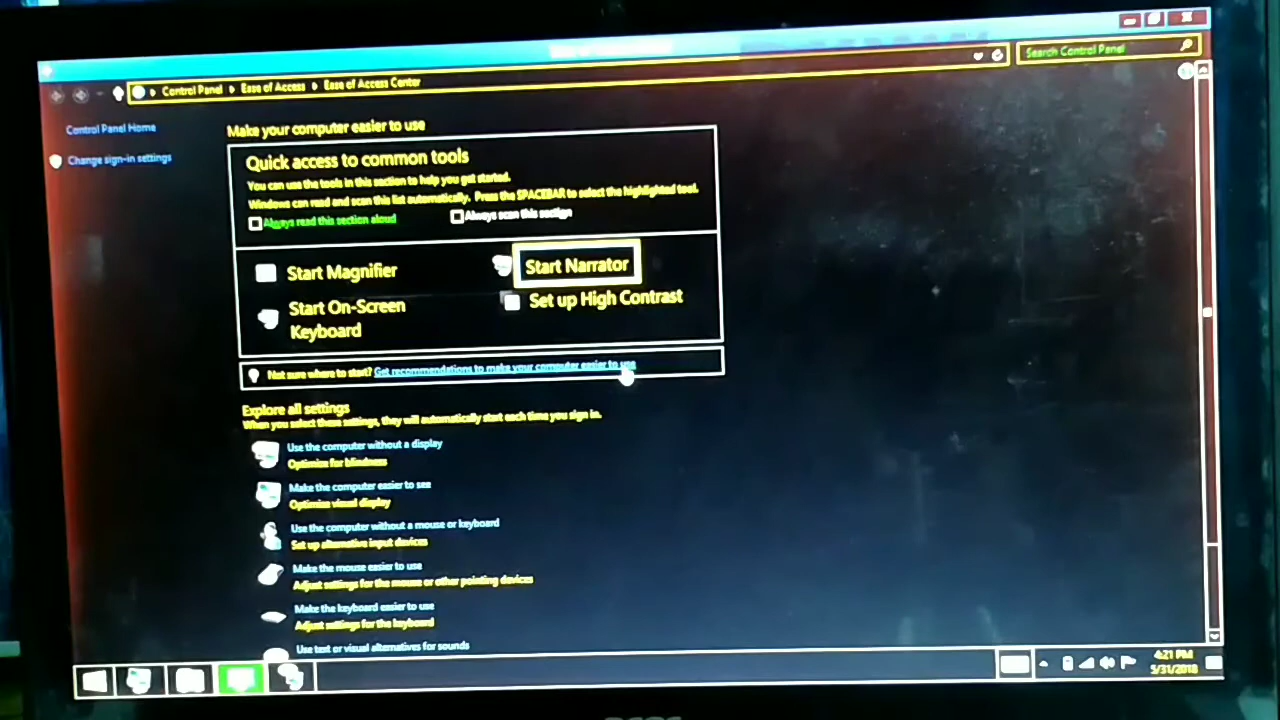 Search Control Panel
Control Panel Ease of Access Ease of Access Center
Control Panel Home
Change sign-in settings
Make your computer easier to use
Quick access to common tools
You can use the tools in this section to help you get started.
Windows can read and scan this list automatically. Press the SPACEBAR to select the highlighted tool.
Always read this section aloud Always scan this section
Start Magnifier
Start Narrator
Start On-Screen
Keyboard
Set up High Contrast
Not sure where to start? Get recommendations to make your computer easier to use
Explore all settings
When you select these settings, they will automatically start each time you sign in.
Use the computer without a display
Optimize for blindness
Make the computer easier to see
Optimize visual display
Use the computer without a mouse or keyboard
Set up alternative input devices
Make the mouse easier to use
Adjust settings for the mouse or other pointing devices
Make the keyboard easier to use
Adjust settings for the keyboard
Use text or visual alternatives for sounds
4:21 PM
5/31/2018